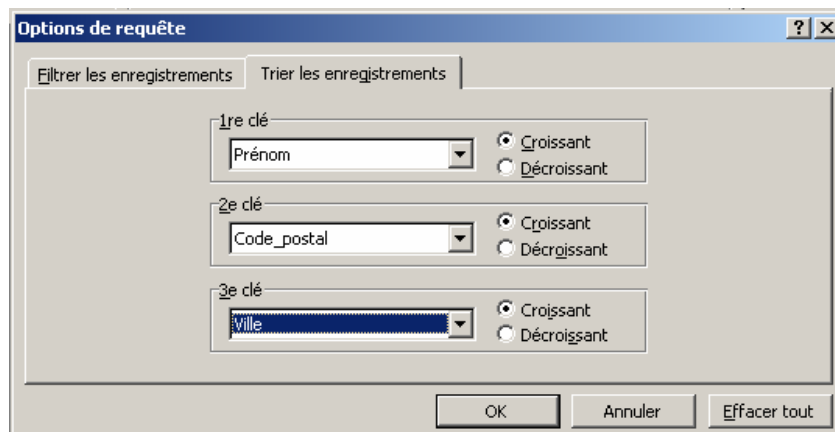 Options de requête
Filtrer les enregistrements Trier les enregistrements
1re clé
Prénom
Croissant
Décroissant
2e clé
Code_postal
Croissant
Décroissant
3e clé
Ville
Croissant
Décroissant
OK Annuler Effacer tout